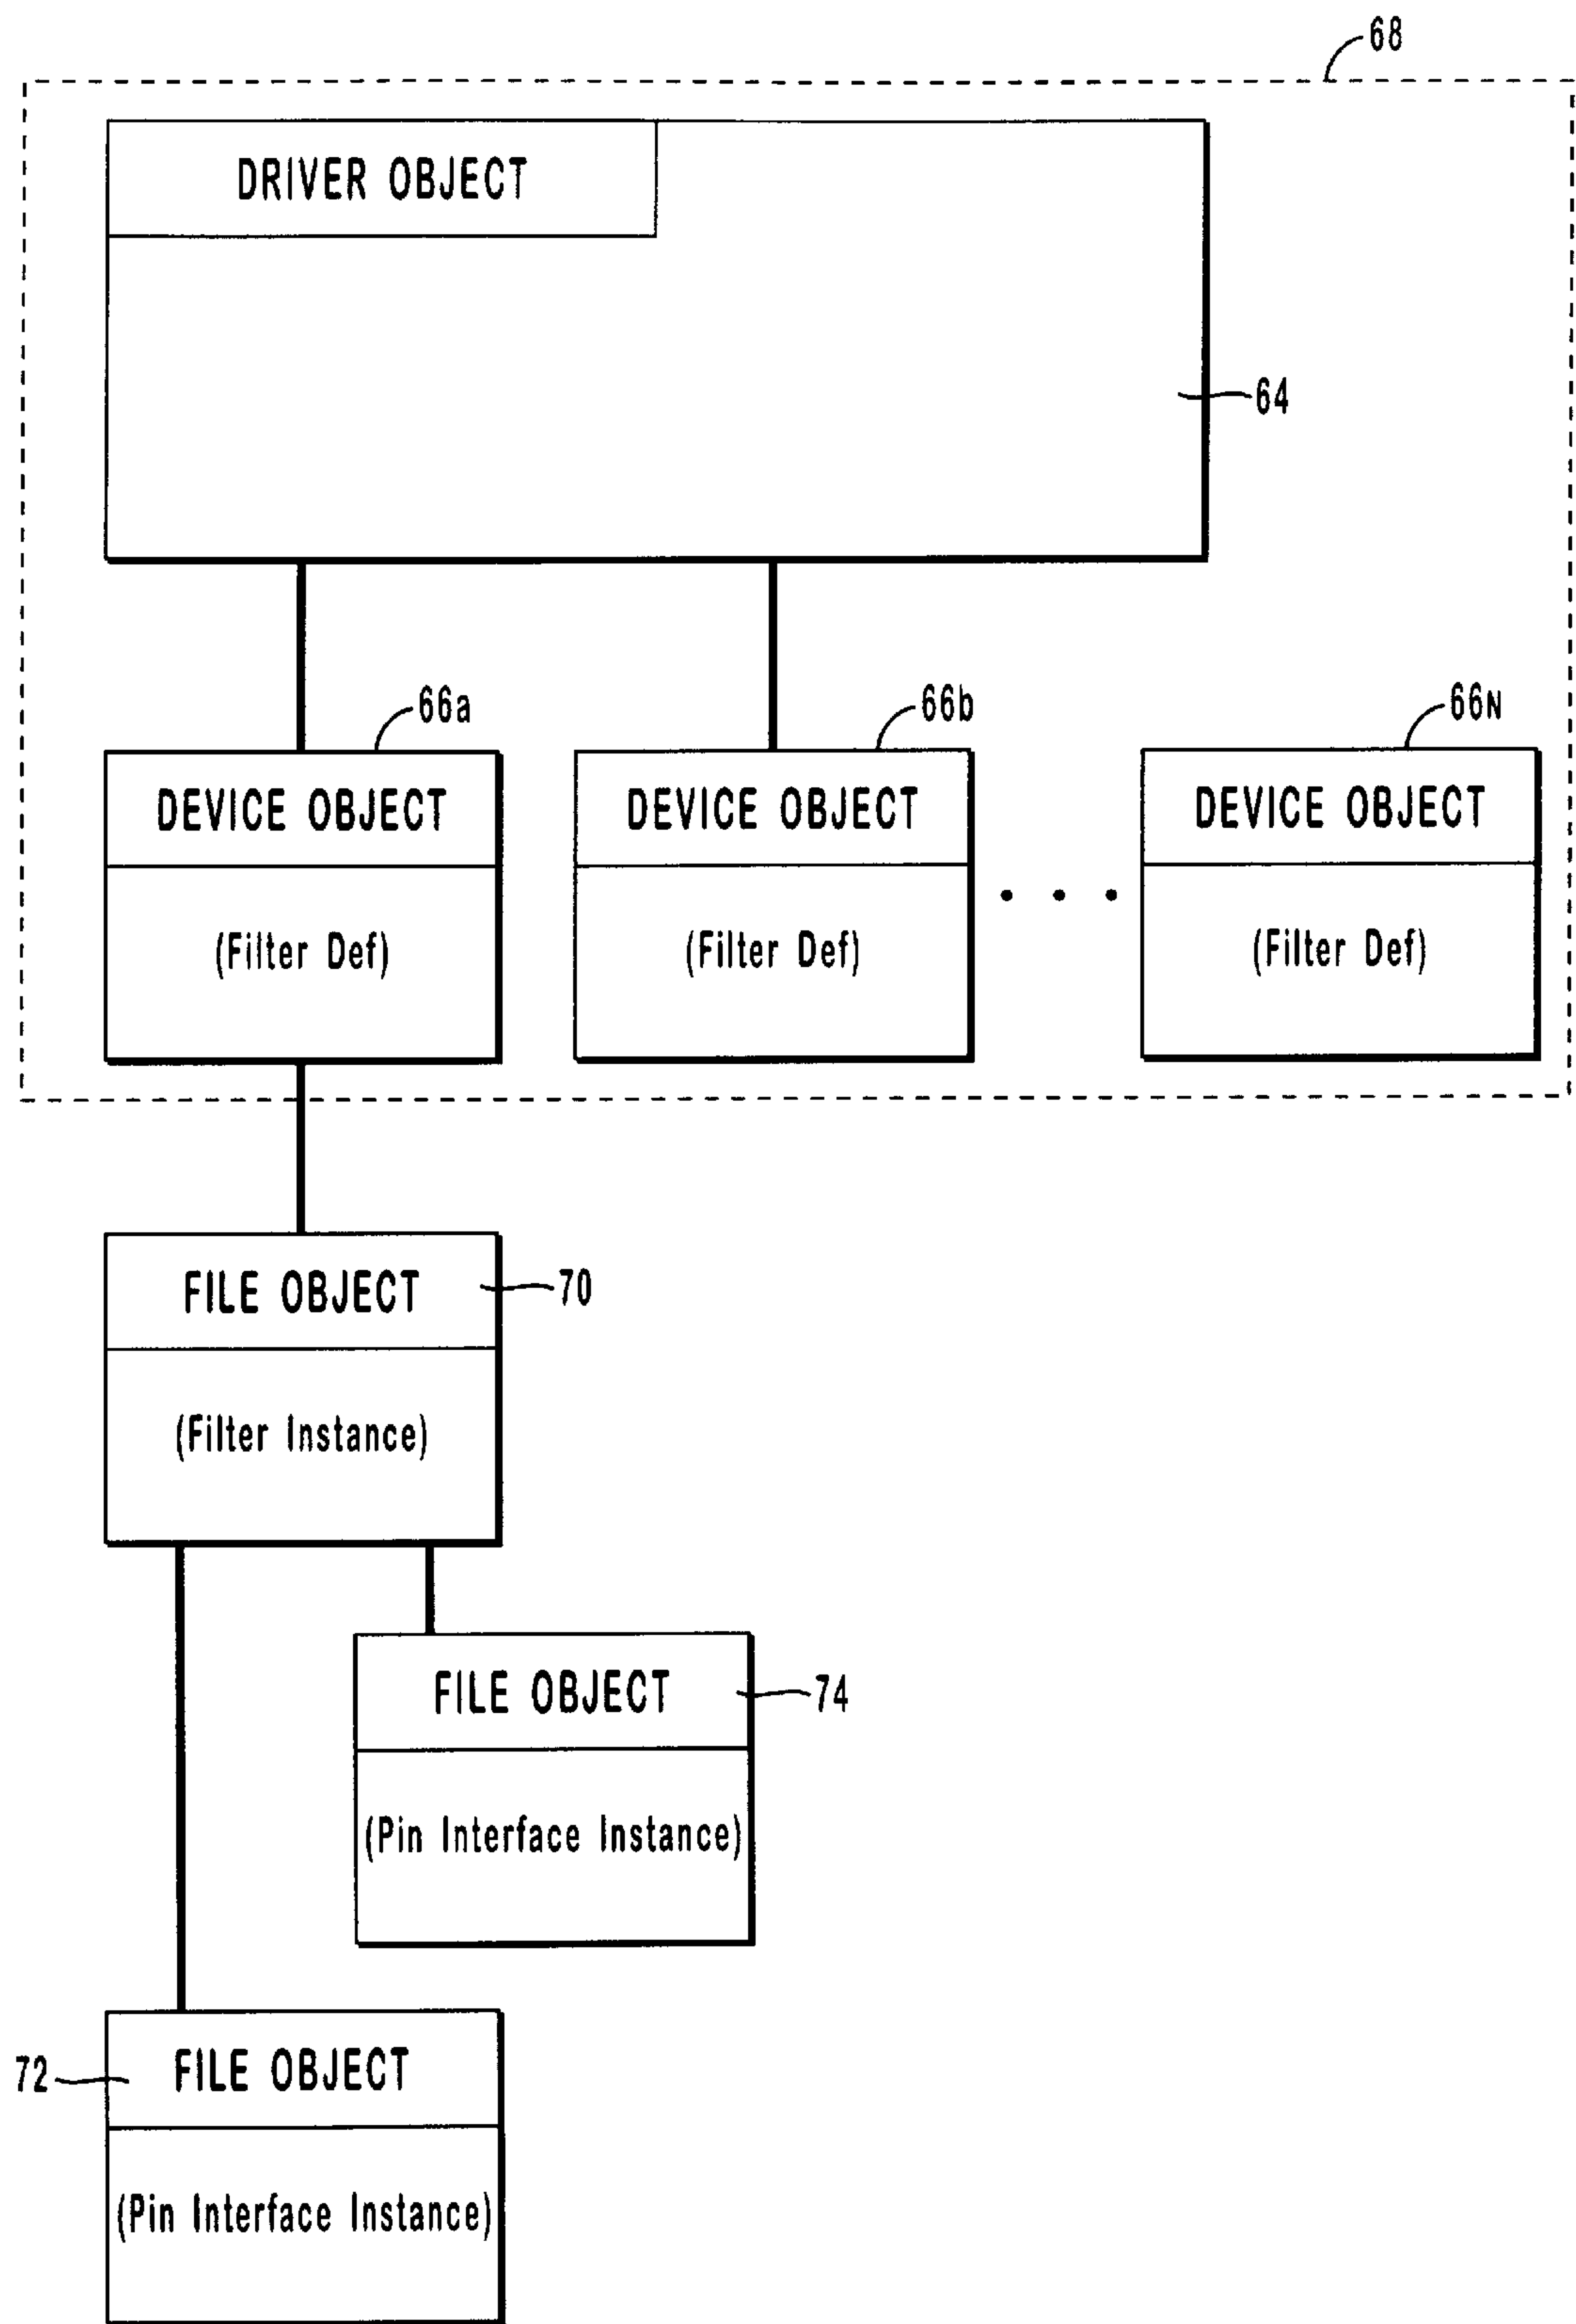 68
DRIVER OBJECT
64
66a
66b
66N
DEVICE OBJECT
DEVICE OBJECT
DEVICE OBJECT
(Filter Def)
(Filter Def)
(Filter Def)
FILE OBJECT
70
(Filter Instance)
FILE OBJECT
74
(Pin Interface Instance)
72
FILE OBJECT
(Pin Interface Instance)